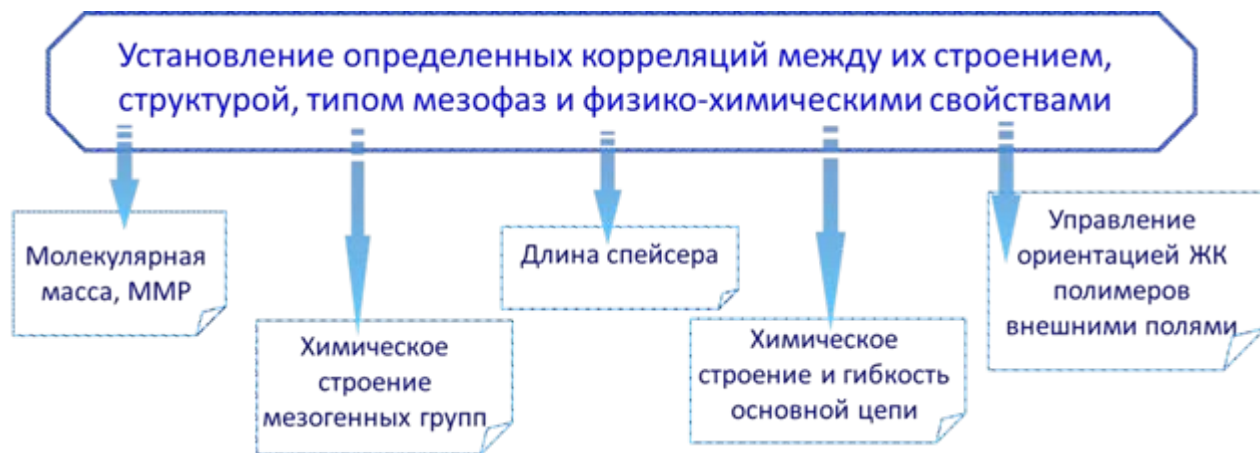 Установление определенных корреляций между их строением,
структурой, типом мезофаз и физико-химическими свойствами
Молекулярная
масса, ММР
Химическое
строение
мезогенных групп
Длина спейсера
Химическое
строение и гибкость
основной цепи
Управление
ориентацией ЖК
полимеров
внешними полями